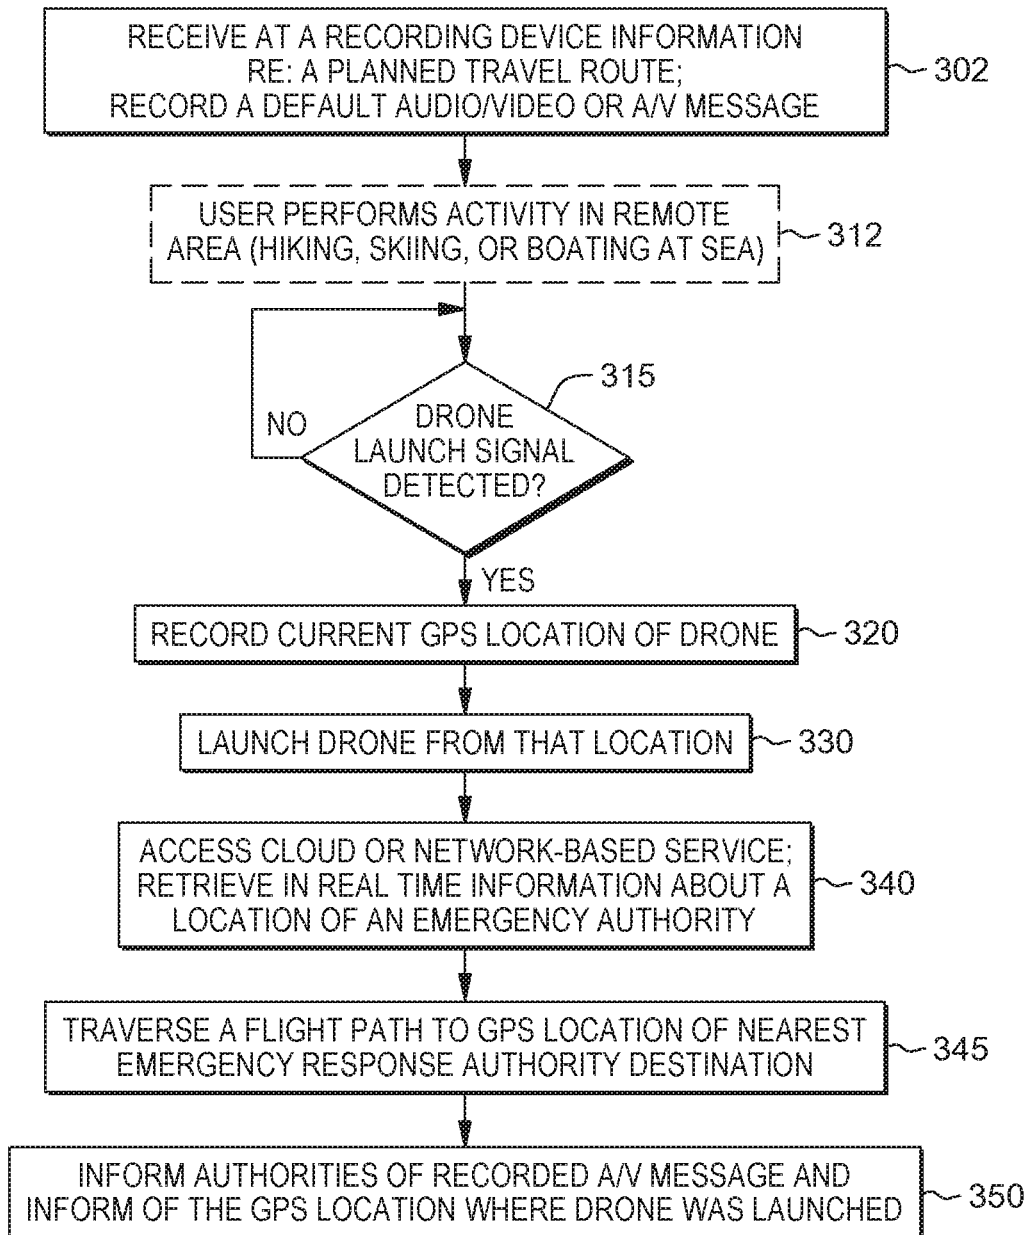 RECEIVE AT A RECORDING DEVICE INFORMATION
RE: A PLANNED TRAVEL ROUTE;
RECORD A DEFAULT AUDIO/VIDEO OR A/V MESSAGE
302
USER PERFORMS ACTIVITY IN REMOTE
AREA (HIKING, SKIING, OR BOATING AT SEA)
312
315
NO
DRONE
LAUNCH SIGNAL
DETECTED?
YES
RECORD CURRENT GPS LOCATION OF DRONE
320
LAUNCH DRONE FROM THAT LOCATION
330
ACCESS CLOUD OR NETWORK-BASED SERVICE;
RETRIEVE IN REAL TIME INFORMATION ABOUT A
LOCATION OF AN EMERGENCY AUTHORITY
340
TRAVERSE A FLIGHT PATH TO GPS LOCATION OF NEAREST
EMERGENCY RESPONSE AUTHORITY DESTINATION
345
INFORM AUTHORITIES OF RECORDED A/V MESSAGE AND
INFORM OF THE GPS LOCATION WHERE DRONE WAS LAUNCHED
350